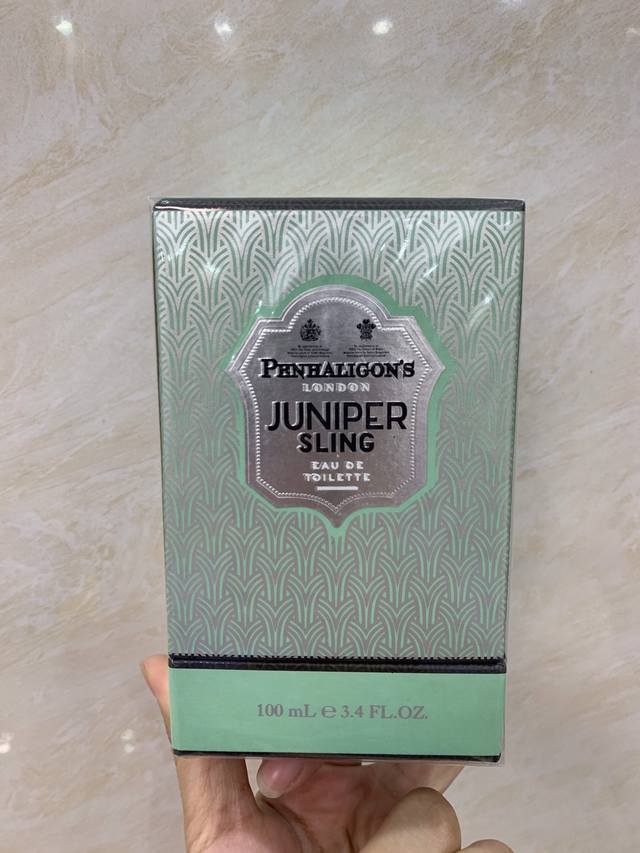 PENHALIGON'S
LONDON
JUNIPER
SLING
EAU DE
TOILETTE
100 mL e 3.4 FL.OZ.